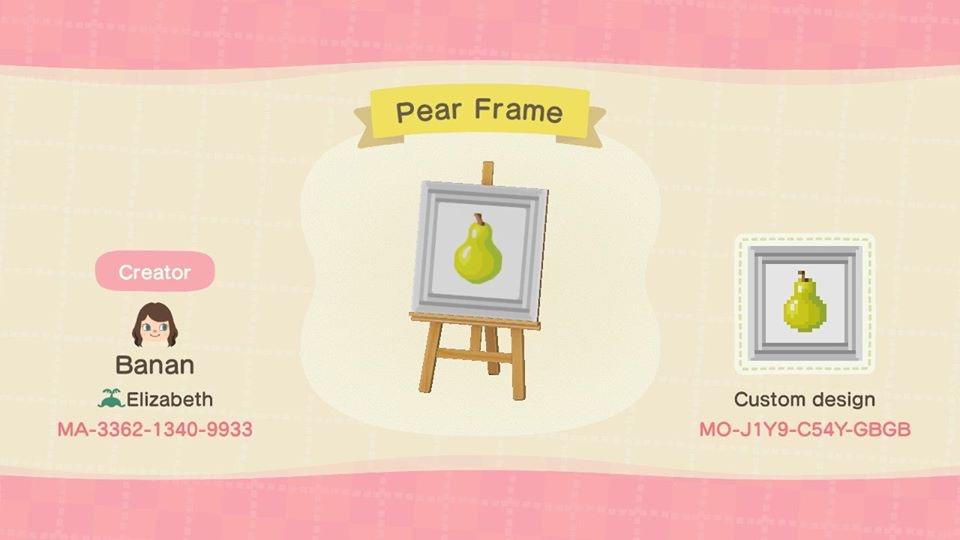 Pear Frame
Creator
Banan
Elizabeth
MA-3362-1340-9933
Custom design
MO-J1Y9-C54Y-GBGB